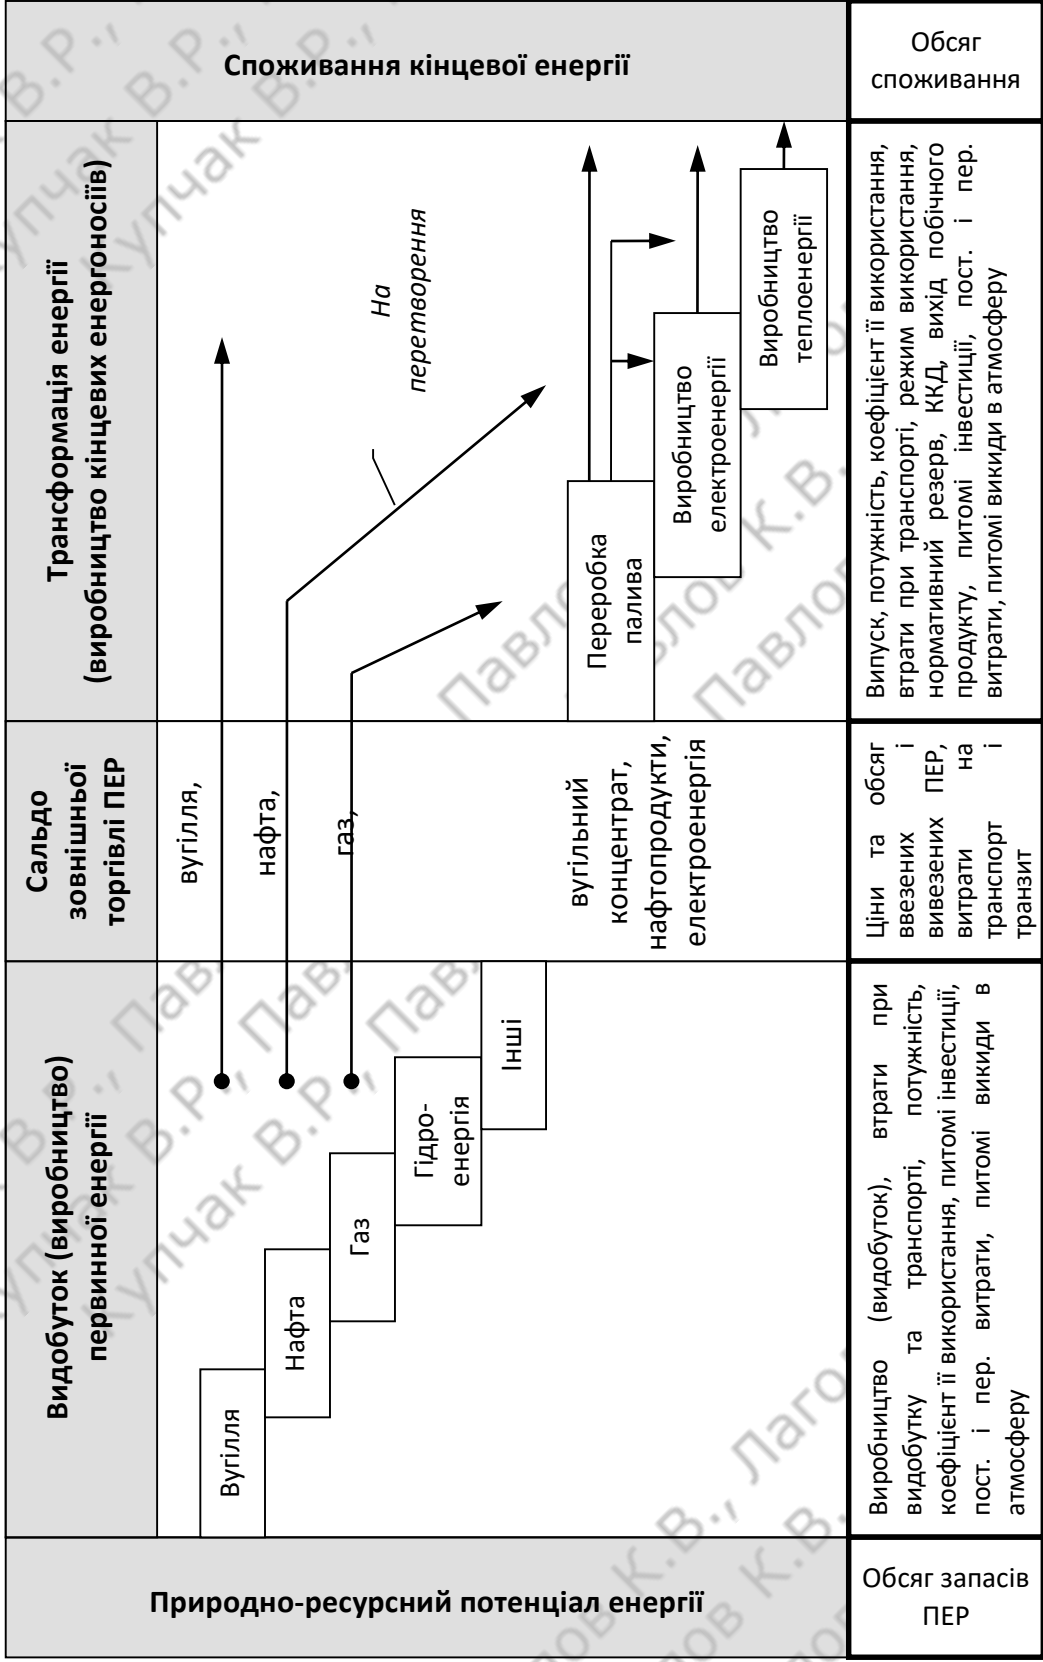 Споживання кінцевої енергії
Обсяг
споживання
Трансформація енергії
(виробництво кінцевих енергоносіїв)
На
перетворення
Переробка
палива
Виробництво
електроенергії
Виробництво
теплоенергії
Випуск, потужність, коефіцієнт її використання,
втрати при транспорті, режим використання,
нормативний резерв, ККД, вихід побічного
продукту, питомі інвестиції, пост. і пер.
витрати, питомі викиди в атмосферу
Сальдо
зовнішньої
торгівлі ПЕР
вугілля,
нафта,
газ,
вугільний
концентрат,
нафтопродукти,
електроенергія
Ціни та обсяг
ввезених і
вивезених ПЕР,
витрати на
транспорт і
транзит
Видобуток (виробництво)
первинної енергії
Вугілля
Нафта
Газ
Гідро-
енергія
Інші
Виробництво (видобуток), втрати при
видобутку та транспорті, потужність,
коефіцієнт її використання, питомі інвестиції,
пост. і пер. витрати, питомі викиди в
атмосферу
Природно-ресурсний потенціал енергії
Обсяг запасів
ПЕР